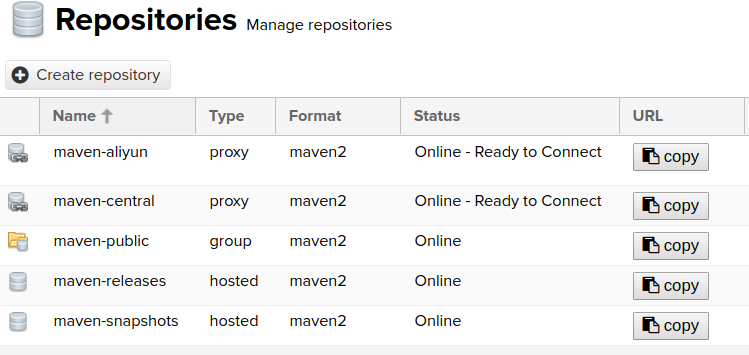 Repositories Manage repositories
Create repository
Name Type Format Status URL
maven-aliyun proxy maven2 Online - Ready to Connect copy
maven-central proxy maven2 Online - Ready to Connect copy
maven-public group maven2 Online copy
maven-releases hosted maven2 Online copy
maven-snapshots hosted maven2 Online copy